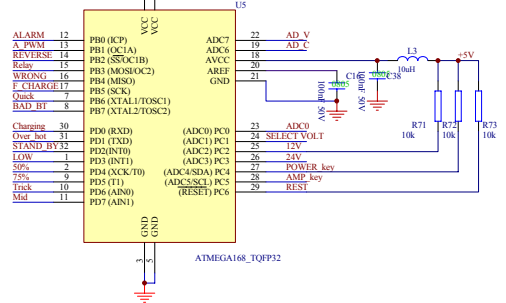 U5
VCC
VCC
ALARM 12 PB0 (ICP) ADC7 22 AD_V
A_PWM 13 PB1 (OC1A) ADC6 19 AD_C
REVERSE 14 PB2 (SS/OC1B) AVCC 18
Relay 15 PB3 (MOSI/OC2) AREF 20
WRONG 16 PB4 (MISO) GND 21
F_CHARGE 17 PB5 (SCK)
Quick 7 PB6 (XTAL1/TOSC1)
BAD_BT 8 PB7 (XTAL2/TOSC2)
L3
10uH
+5V
0805
100nF 50V
C38
100nF 50V
R71
10k
R72
10k
R73
10k
Charging 30 PD0 (RXD) (ADC0) PC0 23 ADC0
Over_hot 31 PD1 (TXD) (ADC1) PC1 24 SELECT VOLT
STAND_BY 32 PD2(INT0) (ADC2) PC2 25 12V
LOW 1 PD3 (INT1) (ADC3) PC3 26 24V
50% 2 PD4 (XCK/T0) (ADC4/SDA) PC4 27 POWER_key
75% 9 PD5 (T1) (ADC5/SCL) PC5 28 AMP_key
Trick 10 PD6 (AIN0) (RESET) PC6 29 REST
Mid 11 PD7 (AIN1)
GND
GND
3
5
ATMEGA168_TQFP32